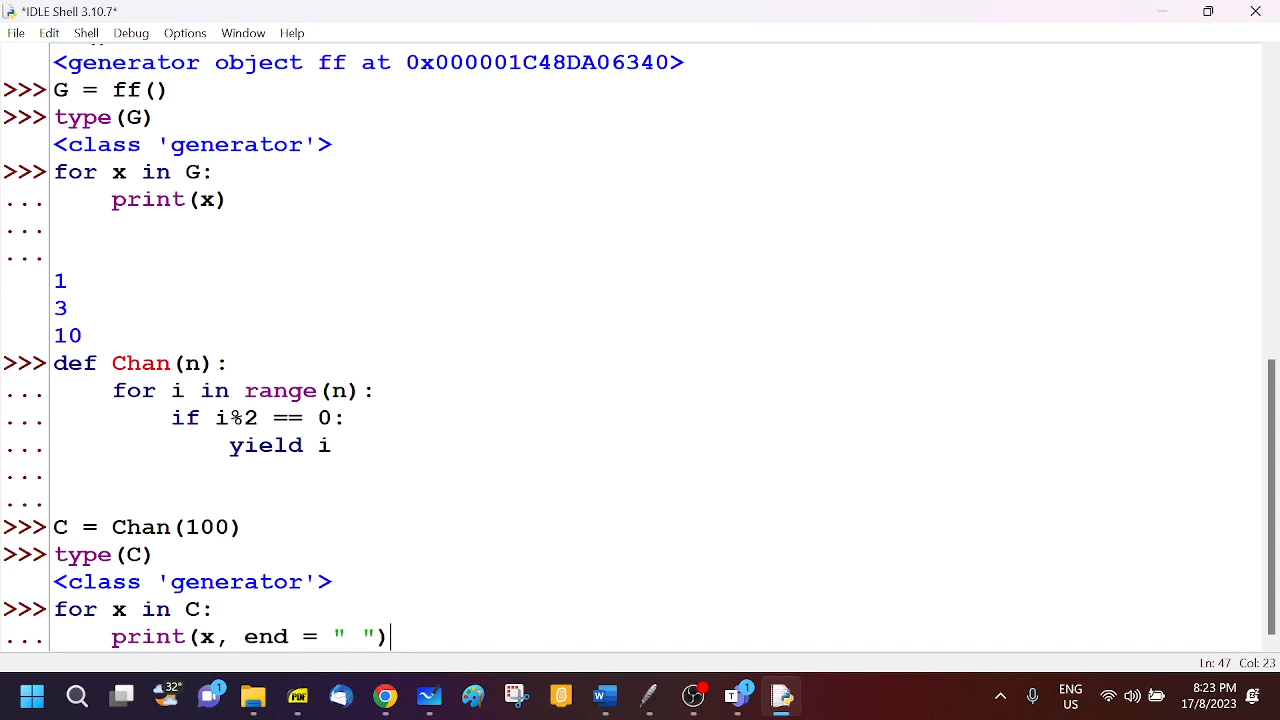 *IDLE Shell 3.10.7*
File Edit Shell Debug Options Window Help
<generator object ff at 0x000001C48DA06340>
>>> G = ff()
>>> type(G)
<class 'generator'>
>>> for x in G:
...     print(x)
...
...
1
3
10
>>> def Chan(n):
...     for i in range(n):
...         if i%2 == 0:
...             yield i
...
...
>>> C = Chan(100)
>>> type(C)
<class 'generator'>
>>> for x in C:
...     print(x, end = " ")
Ln: 47 Col: 23
32°
1
PDF
W
1
ENG
US
8:23 PM
17/8/2023